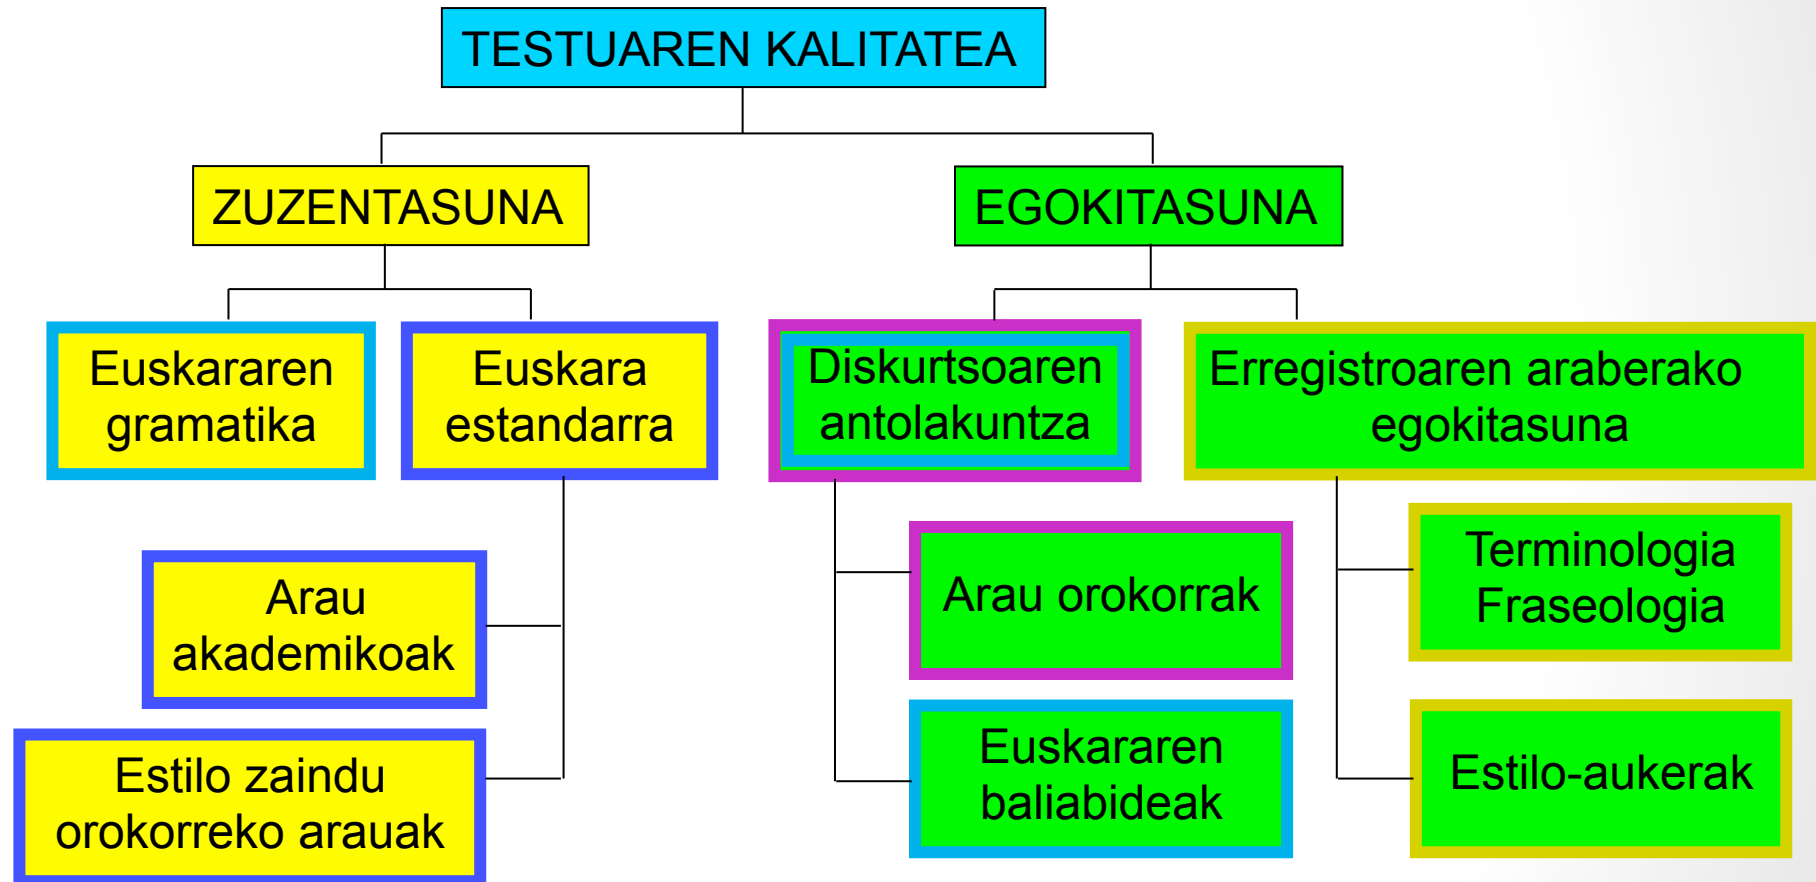 TESTUAREN KALITATEA
ZUZENTASUNA
EGOKITASUNA
Euskararen
gramatika
Euskara
estandarra
Diskurtsoaren
antolakuntza
Erregistroaren araberako
egokitasuna
Arau
akademikoak
Arau orokorrak
Terminologia
Fraseologia
Estilo zaindu
orokorreko arauak
Euskararen
baliabideak
Estilo-aukerak